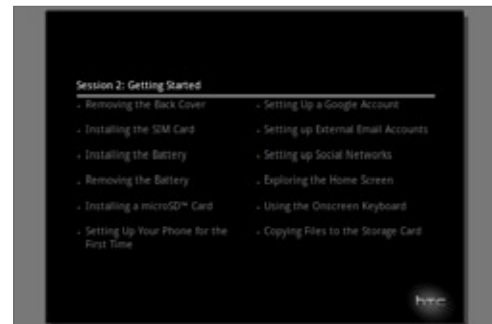 Session 2: Getting Started
- Removing the Back Cover
- Installing the SIM Card
- Installing the Battery
- Removing the Battery
- Installing a microSD™ Card
- Setting Up Your Phone for the
First Time
- Setting Up a Google Account
- Setting up External Email Accounts
- Setting up Social Networks
- Exploring the Home Screen
- Using the Onscreen Keyboard
- Copying Files to the Storage Card
htc